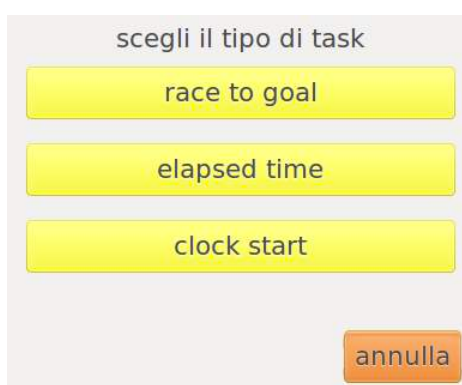 scegli il tipo di task
race to goal
elapsed time
clock start
annulla